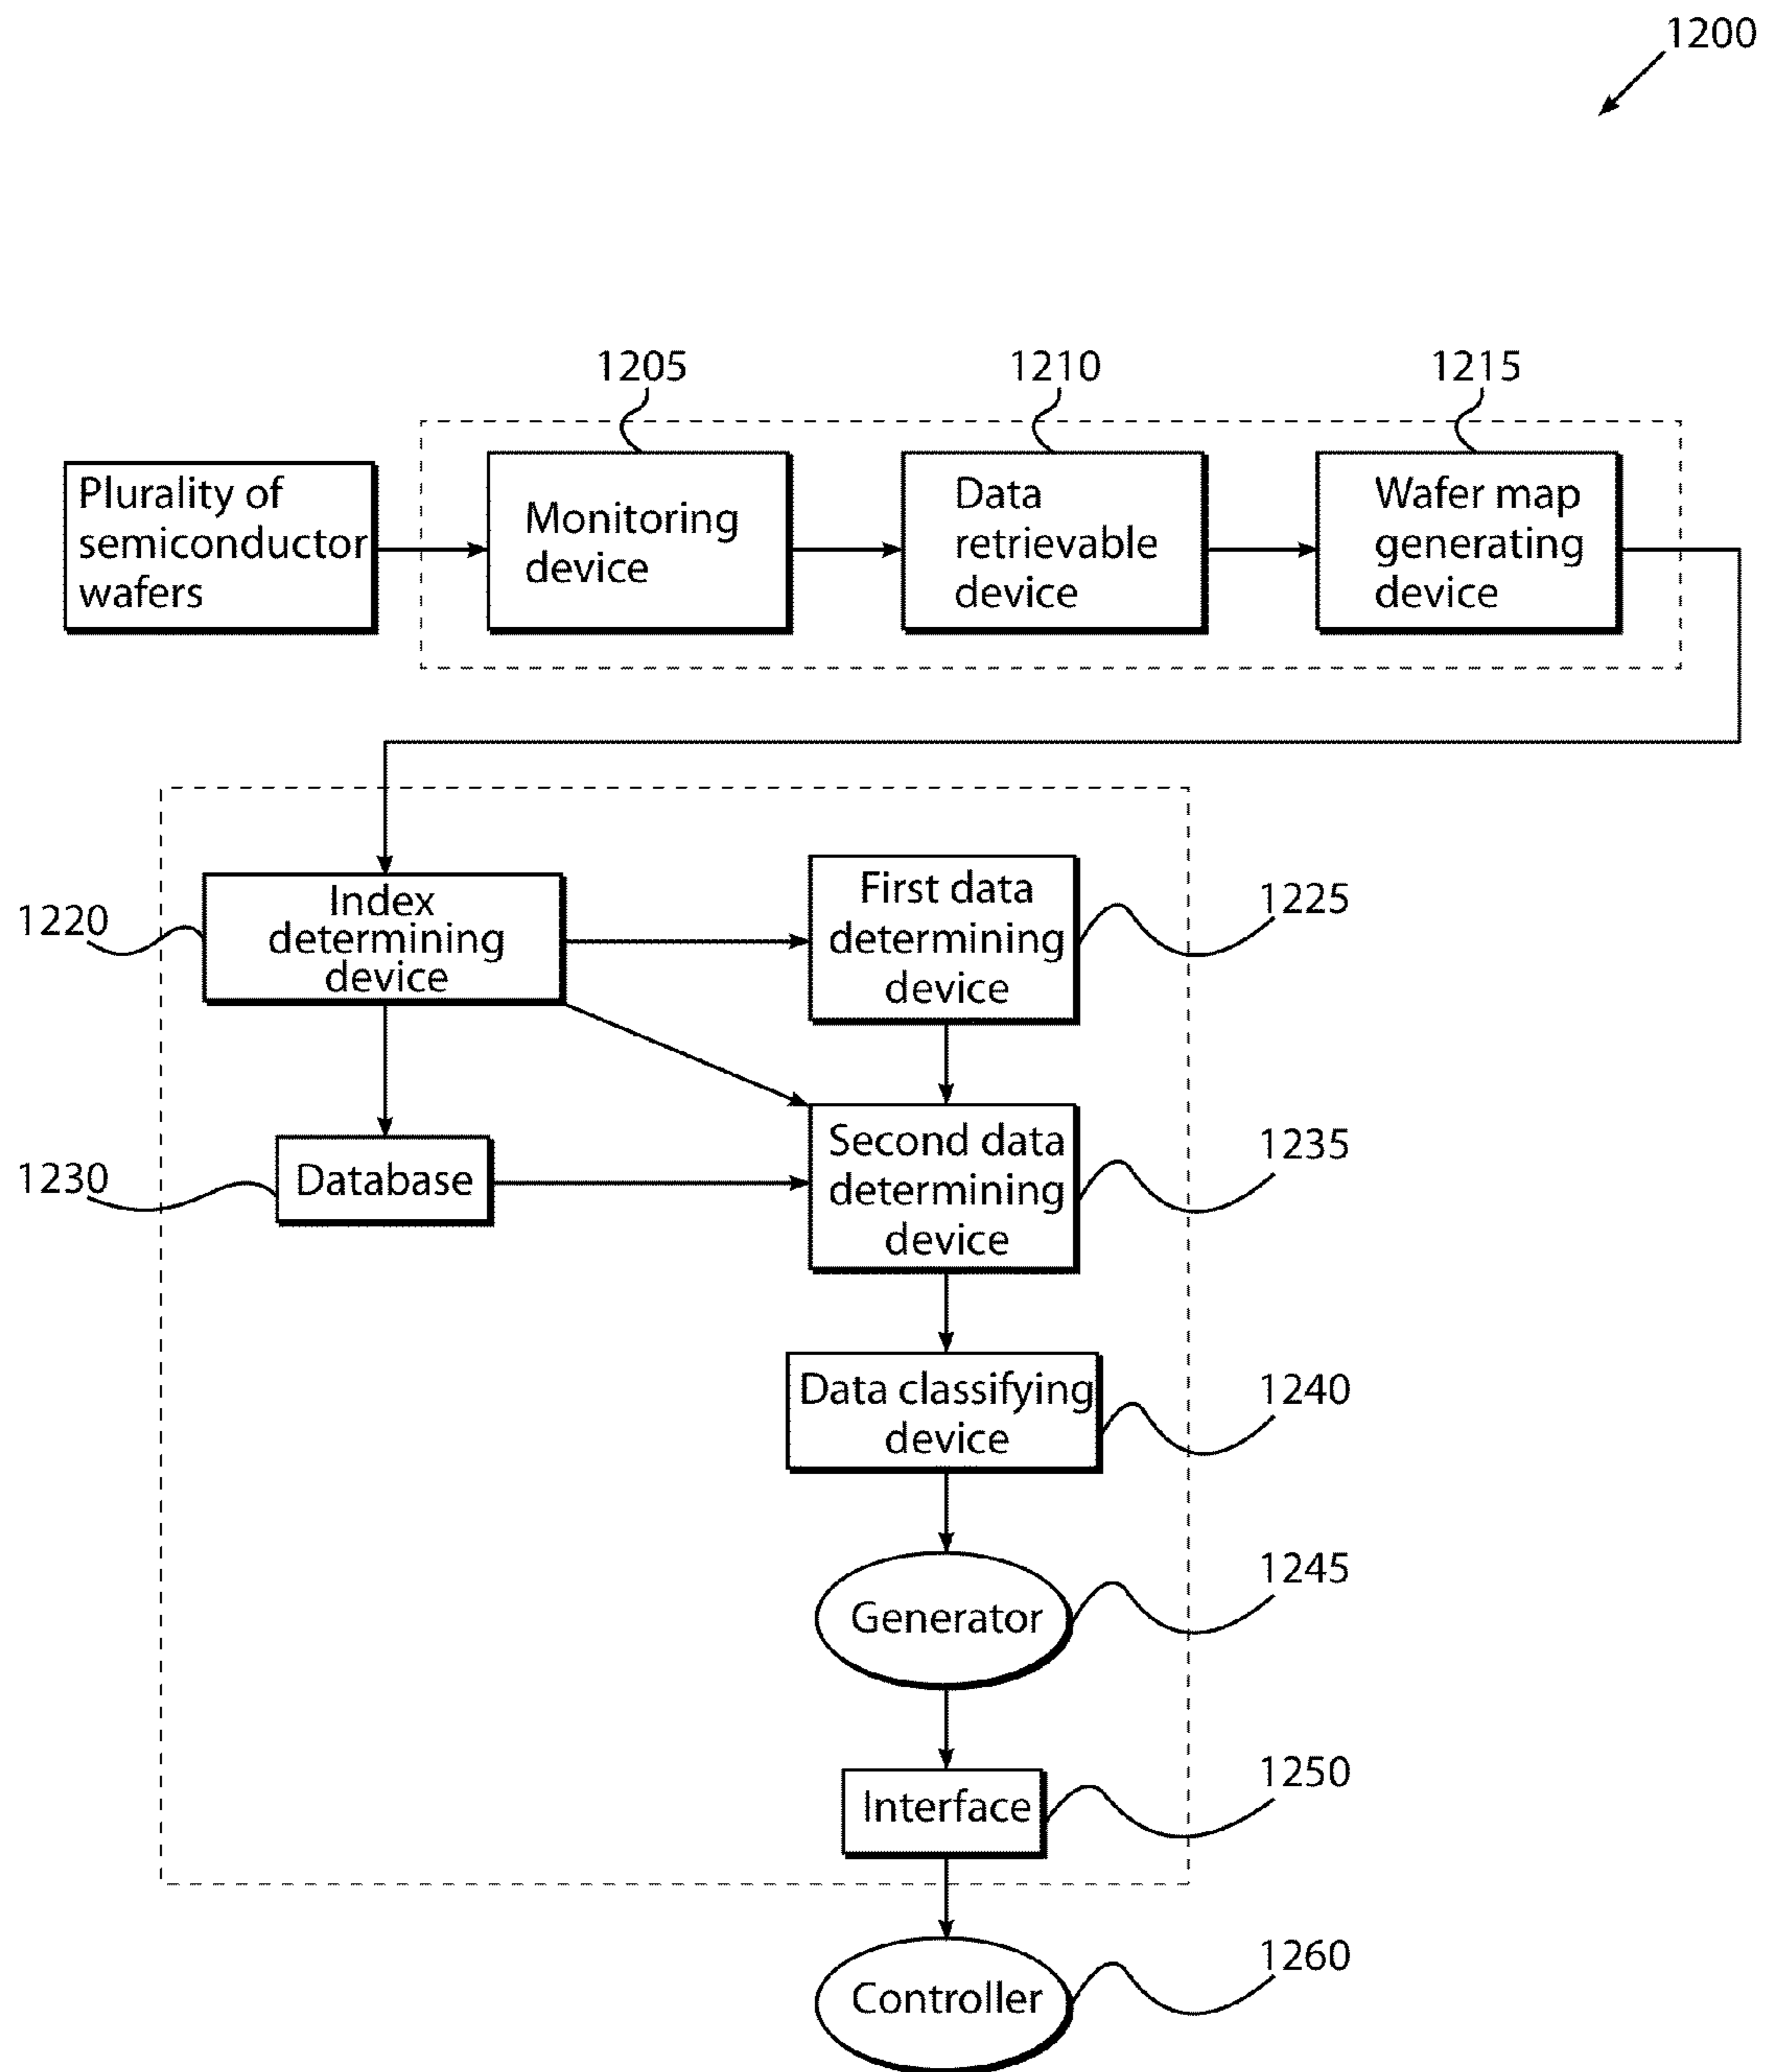 1200
1205
1210
1215
Plurality of
semiconductor
wafers
Monitoring
device
Data
retrievable
device
Wafer map
generating
device
1220
Index
determining
device
First data
determining
device
1225
1230
Database
Second data
determining
device
1235
Data classifying
device
1240
Generator
1245
Interface
1250
Controller
1260